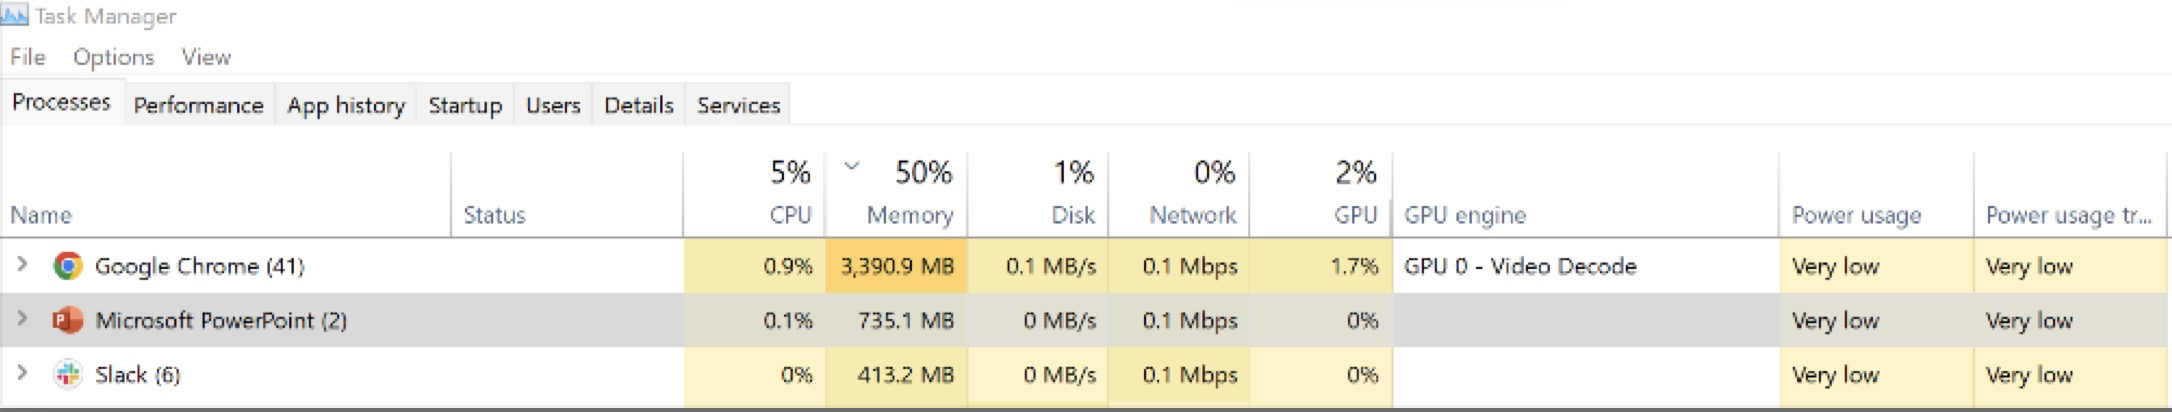 Task Manager
File Options View
Processes Performance App history Startup Users Details Services
5% 50% 1% 0% 2%
Name Status CPU Memory Disk Network GPU GPU engine Power usage Power usage tr...
Google Chrome (41) 0.9% 3,390.9 MB 0.1 MB/s 0.1 Mbps 1.7% GPU 0 - Video Decode Very low Very low
Microsoft PowerPoint (2) 0.1% 735.1 MB 0 MB/s 0.1 Mbps 0% Very low Very low
Slack (6) 0% 413.2 MB 0 MB/s 0.1 Mbps 0% Very low Very low